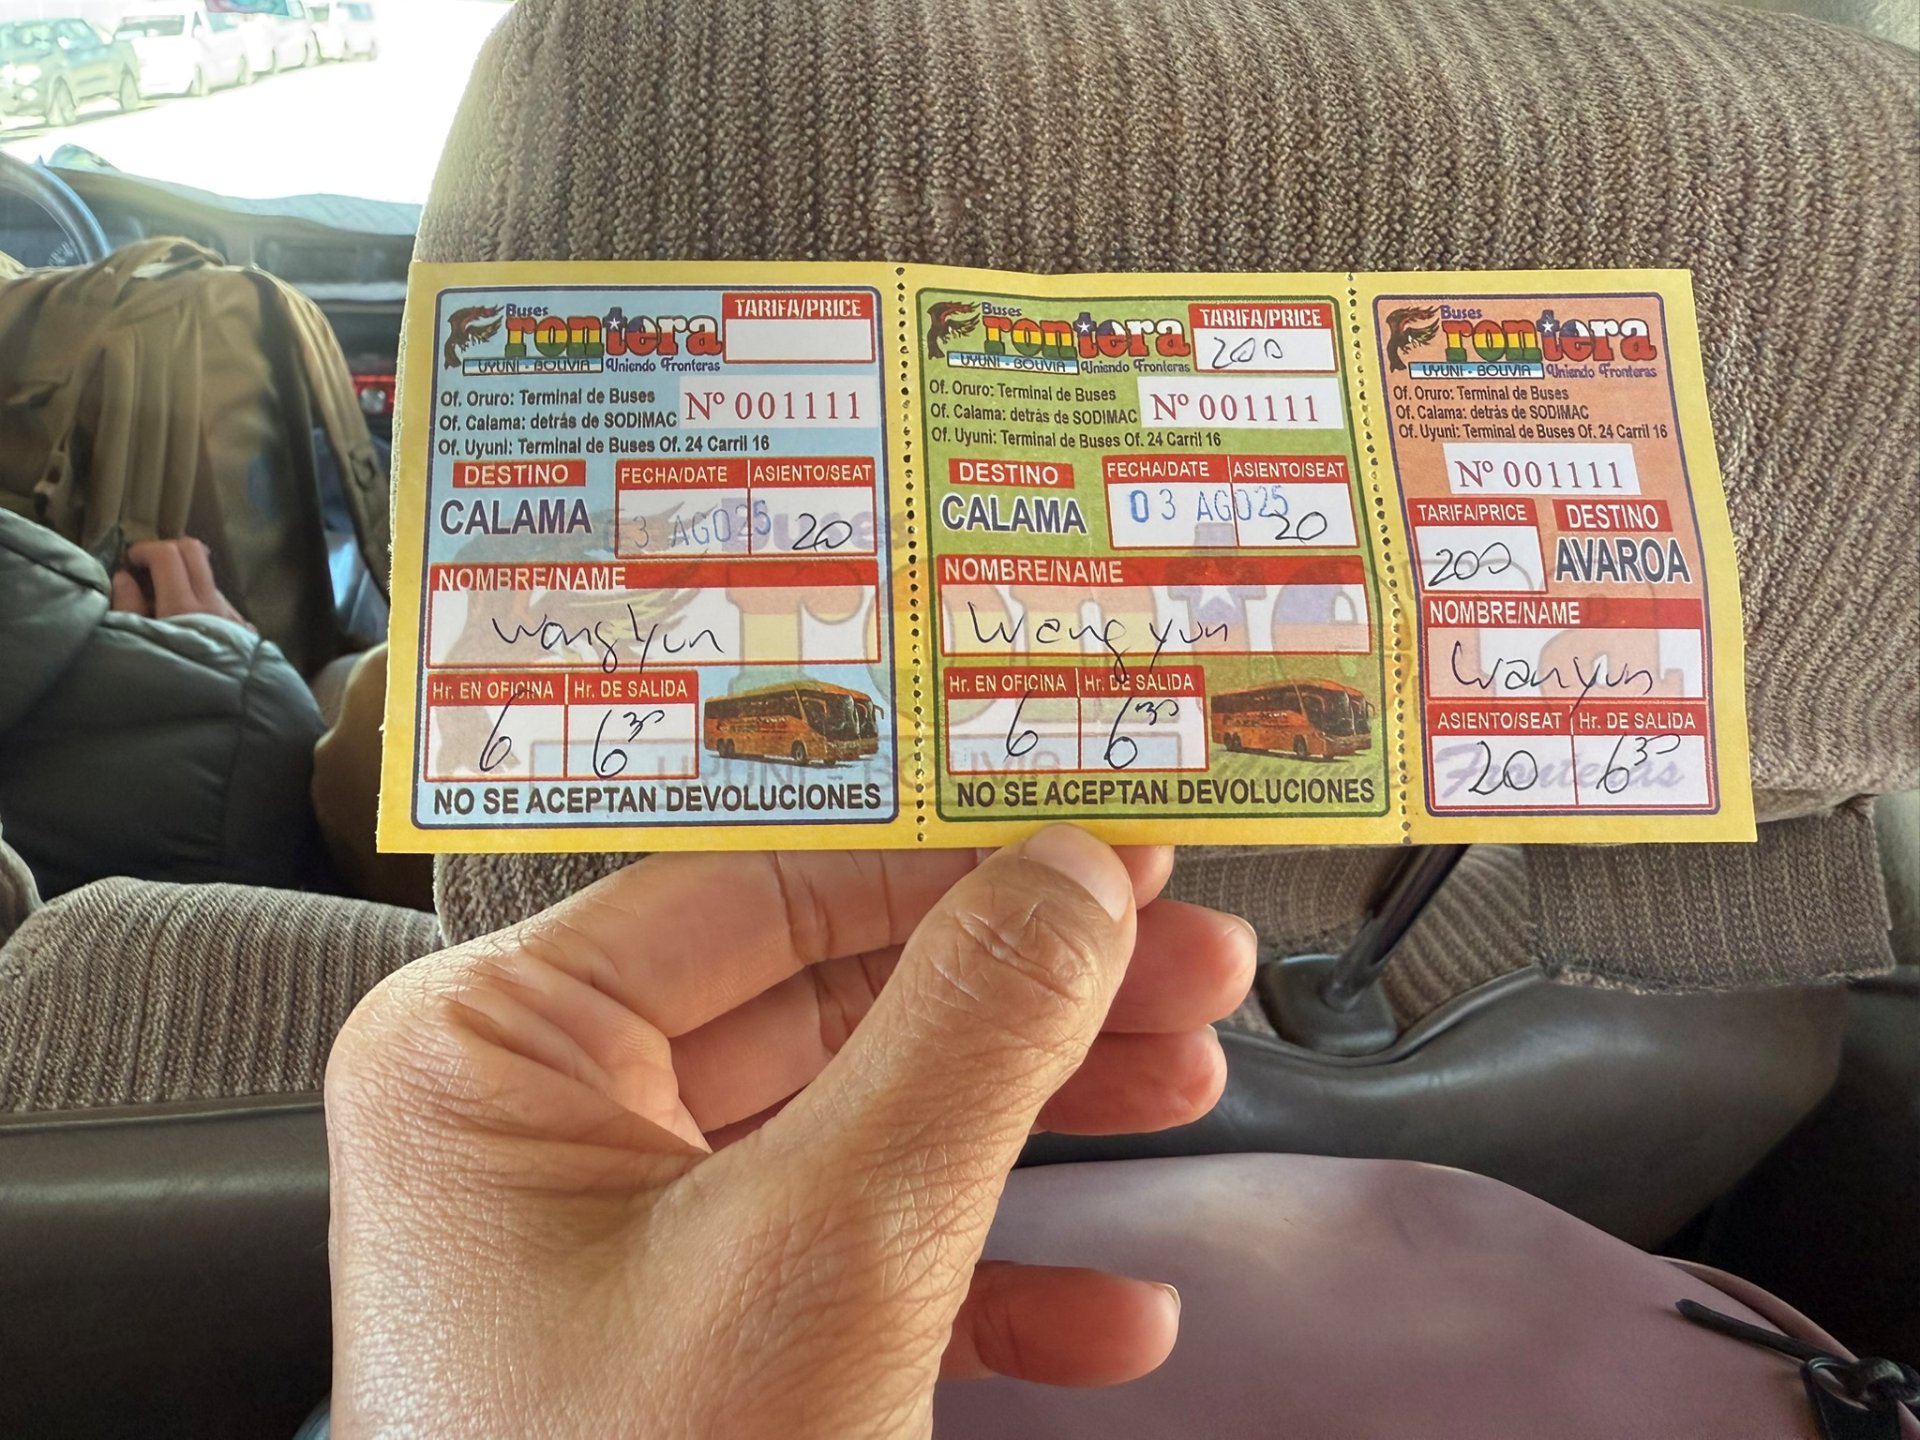 Buses
Frontera
TARIFA/PRICE
UYUNI - BOLIVIA Uniendo Fronteras
Of. Oruro: Terminal de Buses
Of. Calama: detrás de SODIMAC
Nº 001111
Of. Uyuni: Terminal de Buses Of. 24 Carril 16
DESTINO
FECHA/DATE
ASIENTO/SEAT
CALAMA
03 AGO25
20
NOMBRE/NAME
Wang Yun
Hr. EN OFICINA
Hr. DE SALIDA
6
6 30
NO SE ACEPTAN DEVOLUCIONES
Buses
Frontera
TARIFA/PRICE
200
UYUNI - BOLIVIA Uniendo Fronteras
Of. Oruro: Terminal de Buses
Of. Calama: detrás de SODIMAC
Nº 001111
Of. Uyuni: Terminal de Buses Of. 24 Carril 16
DESTINO
FECHA/DATE
ASIENTO/SEAT
CALAMA
03 AGO25
20
NOMBRE/NAME
Wang yun
Hr. EN OFICINA
Hr. DE SALIDA
6
6 30
NO SE ACEPTAN DEVOLUCIONES
Buses
Frontera
UYUNI - BOLIVIA Uniendo Fronteras
Of. Oruro: Terminal de Buses
Of. Calama: detrás de SODIMAC
Of. Uyuni: Terminal de Buses Of. 24 Carril 16
Nº 001111
TARIFA/PRICE
DESTINO
200
AVAROA
NOMBRE/NAME
Wanyun
ASIENTO/SEAT
Hr. DE SALIDA
20
6 30